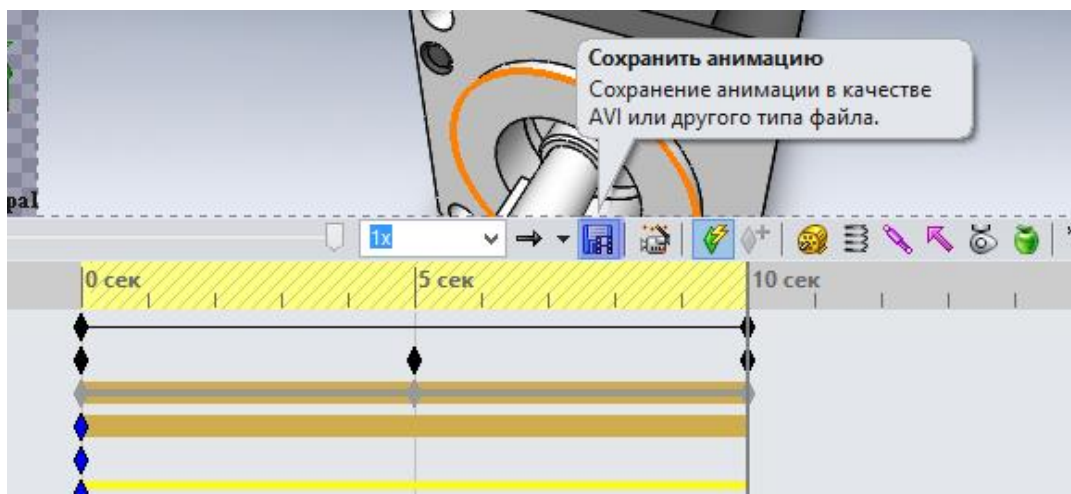 Сохранить анимацию
Сохранение анимации в качестве
AVI или другого типа файла.
pal
1x
0 сек
5 сек
10 сек